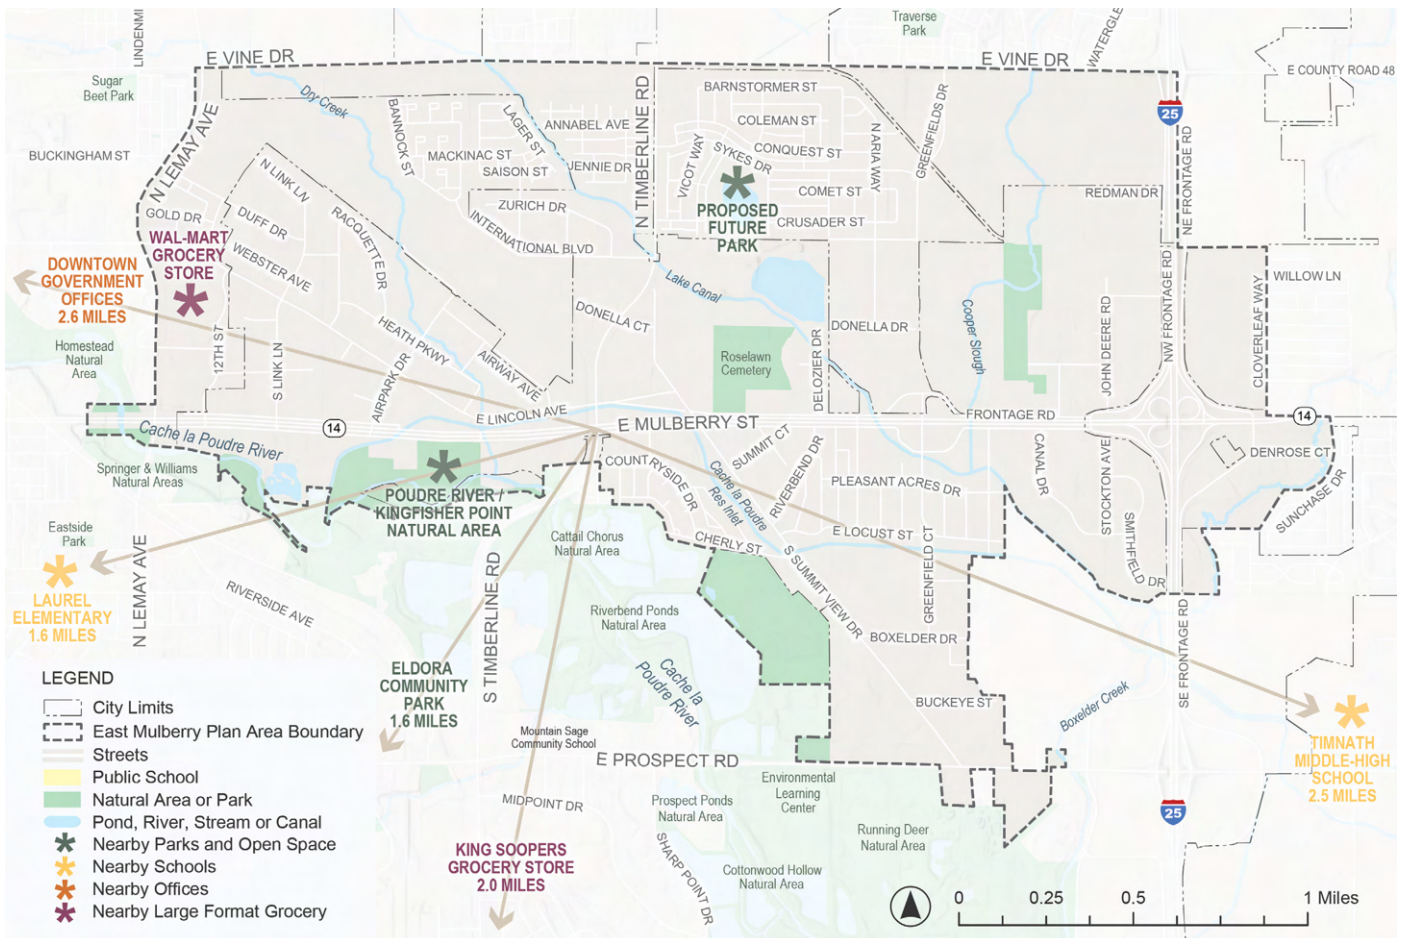 LINDENM
Traverse
Park
WATERGLE
E VINE DR
E VINE DR
E COUNTY ROAD 48
Sugar
Beet Park
Dry Creek
BANNOCK ST
LAGER ST
N TIMBERLINE RD
BARNSTORMER ST
COLEMAN ST
GREENFIELDS DR
25
NE FRONTAGE RD
N LEMAY AVE
ANNABEL AVE
BUCKINGHAM ST
MACKINAC ST
SAISON ST
JENNIE DR
VICOT WAY
SYKES DR
CONQUEST ST
N ARIA WAY
N LINK LN
COMET ST
REDMAN DR
ZURICH DR
PROPOSED
FUTURE
PARK
CRUSADER ST
GOLD DR
DUFF DR
RACQUETTE DR
INTERNATIONAL BLVD
WAL-MART
GROCERY
STORE
WEBSTER AVE
DOWNTOWN
GOVERNMENT
OFFICES
2.6 MILES
Lake Canal
NW FRONTAGE RD
CLOVERLEAF WAY
WILLOW LN
JOHN DEERE RD
Cooper Slough
DONELLA CT
HEATH PKWY
DONELLA DR
DELOZIER DR
12TH ST
S LINK LN
Homestead
Natural
Area
AIRPARK DR
AIRWAY AVE
Roselawn
Cemetery
E LINCOLN AVE
E MULBERRY ST
FRONTAGE RD
14
14
Cache la Poudre River
COUNTRYSIDE DR
SUMMIT CT
RIVERBEND DR
CANAL DR
STOCKTON AVE
DENROSE CT
Springer & Williams
Natural Areas
Cache la Poudre
Res Inlet
PLEASANT ACRES DR
SUNCHASE DR
POUDRE RIVER /
KINGFISHER POINT
NATURAL AREA
Eastside
Park
Cattail Chorus
Natural Area
CHERLY ST
E LOCUST ST
SMITHFIELD DR
N LEMAY AVE
S TIMBERLINE RD
S SUMMIT VIEW DR
GREENFIELD CT
LAUREL
ELEMENTARY
1.6 MILES
RIVERSIDE AVE
Riverbend Ponds
Natural Area
BOXELDER DR
SE FRONTAGE RD
ELDORA
COMMUNITY
PARK
1.6 MILES
Cache la
Poudre River
BUCKEYE ST
Boxelder Creek
Mountain Sage
Community School
E PROSPECT RD
TIMNATH
MIDDLE-HIGH
SCHOOL
2.5 MILES
Environmental
Learning
Center
MIDPOINT DR
Prospect Ponds
Natural Area
25
Running Deer
Natural Area
KING SOOPERS
GROCERY STORE
2.0 MILES
SHARP POINT DR
Cottonwood Hollow
Natural Area
LEGEND
City Limits
East Mulberry Plan Area Boundary
Streets
Public School
Natural Area or Park
Pond, River, Stream or Canal
Nearby Parks and Open Space
Nearby Schools
Nearby Offices
Nearby Large Format Grocery
0 0.25 0.5 1 Miles